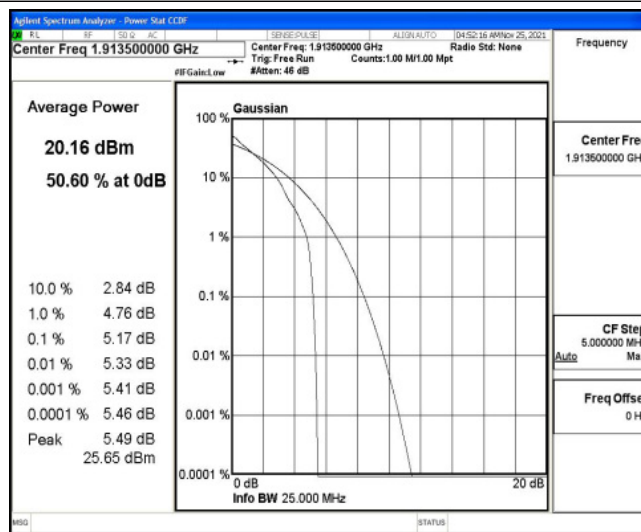 Agilent Spectrum Analyzer - Power Stat CCDF
RL RF 50 Ω AC SENSE:PULSE ALIGN AUTO 04:52:16 AM Nov 25, 2021
Center Freq 1.913500000 GHz
Center Freq: 1.913500000 GHz Radio Std: None
Trig: Free Run Counts:1.00 M/1.00 Mpt
#IFGain:Low #Atten: 46 dB
Frequency
Average Power
20.16 dBm
50.60 % at 0dB
10.0 % 2.84 dB
1.0 % 4.76 dB
0.1 % 5.17 dB
0.01 % 5.33 dB
0.001 % 5.41 dB
0.0001 % 5.46 dB
Peak 5.49 dB
25.65 dBm
Gaussian
100 %
10 %
1 %
0.1 %
0.01 %
0.001 %
0.0001 %
0 dB 20 dB
Info BW 25.000 MHz
Center Fre
1.913500000 GH
CF Step
5.000000 MH
Auto Ma
Freq Offse
0 H
MSG STATUS